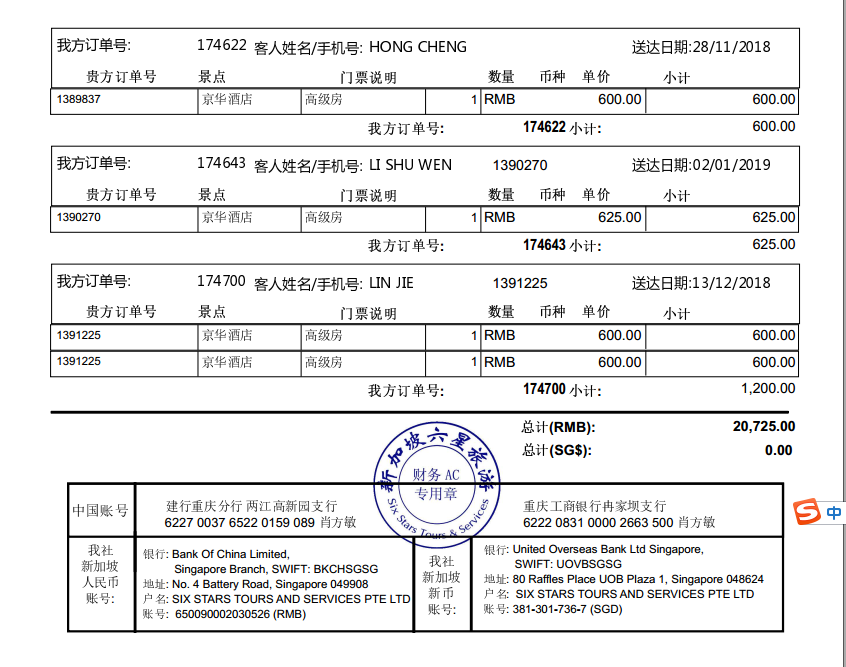 我方订单号: 174622 客人姓名/手机号: HONG CHENG 送达日期:28/11/2018
贵方订单号 景点 门票说明 数量 币种 单价 小计
1389837 京华酒店 高级房 1 RMB 600.00 600.00
我方订单号: 174622 小计: 600.00
我方订单号: 174643 客人姓名/手机号: LI SHU WEN 1390270 送达日期:02/01/2019
贵方订单号 景点 门票说明 数量 币种 单价 小计
1390270 京华酒店 高级房 1 RMB 625.00 625.00
我方订单号: 174643 小计: 625.00
我方订单号: 174700 客人姓名/手机号: LIN JIE 1391225 送达日期:13/12/2018
贵方订单号 景点 门票说明 数量 币种 单价 小计
1391225 京华酒店 高级房 1 RMB 600.00 600.00
1391225 京华酒店 高级房 1 RMB 600.00 600.00
我方订单号: 174700 小计: 1,200.00
总计(RMB): 20,725.00
总计(SG$): 0.00
新加坡六星旅游
财务 AC
专用章
Six Stars Tours & Services
中国账号
建行重庆分行 两江高新园支行
6227 0037 6522 0159 089 肖方敏
重庆工商银行冉家坝支行
6222 0831 0000 2663 500 肖方敏
我社
新加坡
人民币
账号:
银行: Bank Of China Limited,
Singapore Branch, SWIFT: BKCHSGSG
地址: No. 4 Battery Road, Singapore 049908
户名: SIX STARS TOURS AND SERVICES PTE LTD
账号: 650090002030526 (RMB)
我社
新加坡
新币
账号:
银行: United Overseas Bank Ltd Singapore,
SWIFT: UOVBSGSG
地址: 80 Raffles Place UOB Plaza 1, Singapore 048624
户名: SIX STARS TOURS AND SERVICES PTE LTD
账号: 381-301-736-7 (SGD)
S 中